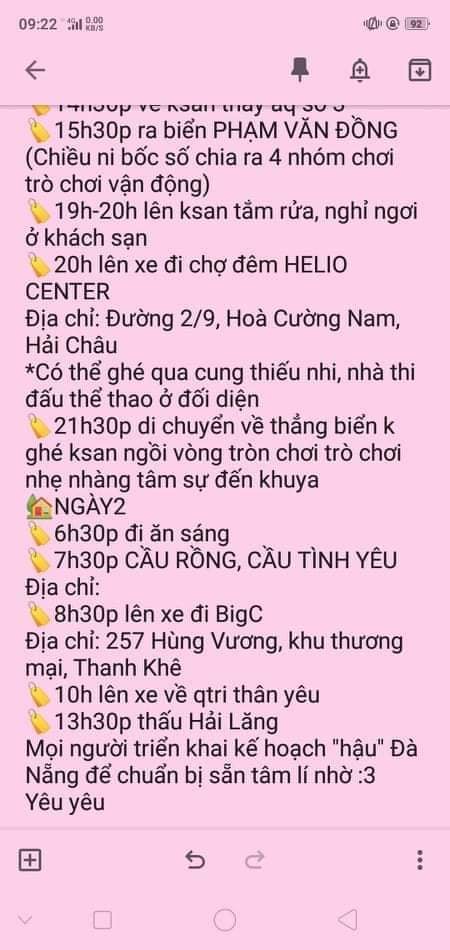 09:22 4G 0.00 KB/S 92
🏷️14h30p về ksan thay áq số 3
🏷️15h30p ra biển PHẠM VĂN ĐỒNG
(Chiều ni bốc số chia ra 4 nhóm chơi
trò chơi vận động)
🏷️19h-20h lên ksan tắm rửa, nghỉ ngơi
ở khách sạn
🏷️20h lên xe đi chợ đêm HELIO
CENTER
Địa chỉ: Đường 2/9, Hoà Cường Nam,
Hải Châu
*Có thể ghé qua cung thiếu nhi, nhà thi
đấu thể thao ở đối diện
🏷️21h30p di chuyển về thẳng biển k
ghé ksan ngồi vòng tròn chơi trò chơi
nhẹ nhàng tâm sự đến khuya
🏡NGÀY2
🏷️6h30p đi ăn sáng
🏷️7h30p CẦU RỒNG, CẦU TÌNH YÊU
Địa chỉ:
🏷️8h30p lên xe đi BigC
Địa chỉ: 257 Hùng Vương, khu thương
mại, Thanh Khê
🏷️10h lên xe về qtri thân yêu
🏷️13h30p thấu Hải Lăng
Mọi người triển khai kế hoạch "hậu" Đà
Nẵng để chuẩn bị sẵn tâm lí nhờ :3
Yêu yêu